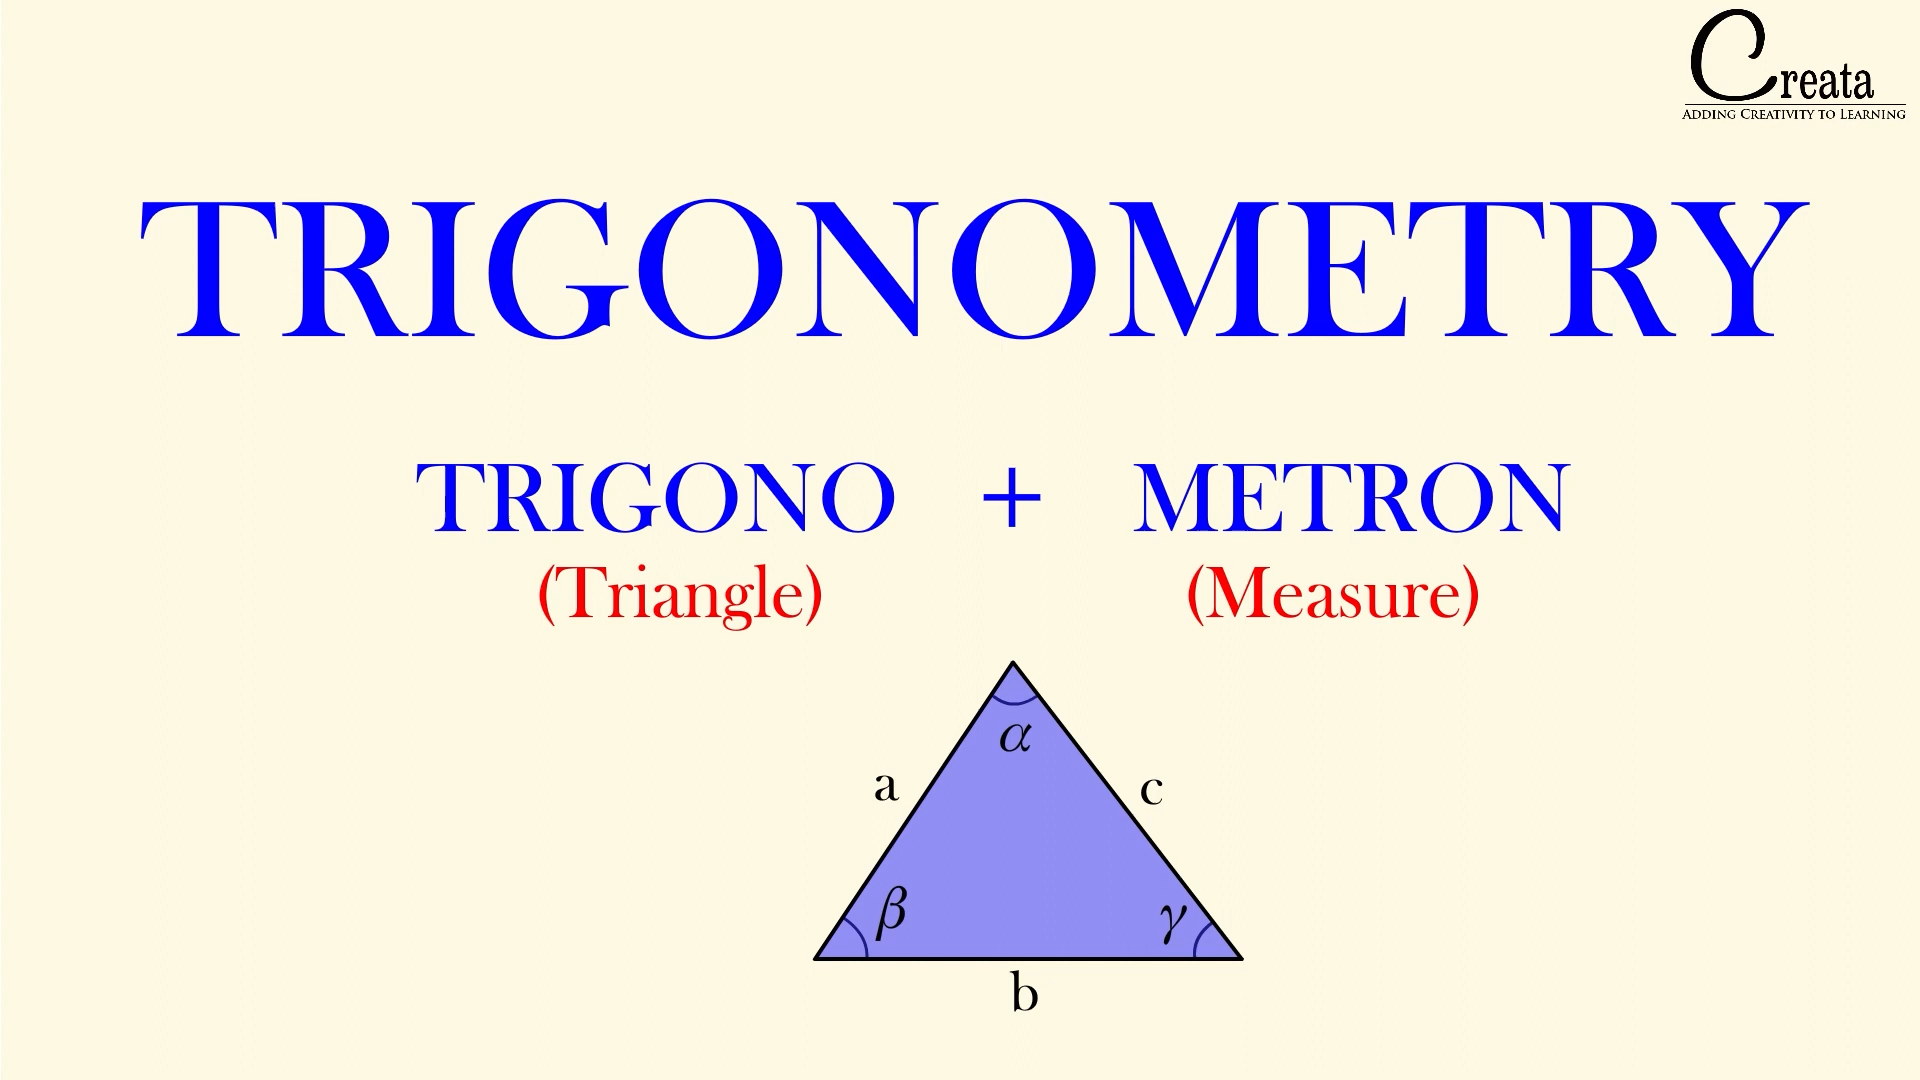 Creata
ADDING CREATIVITY TO LEARNING
TRIGONOMETRY
TRIGONO + METRON
(Triangle) (Measure)
α
a c
β γ
b